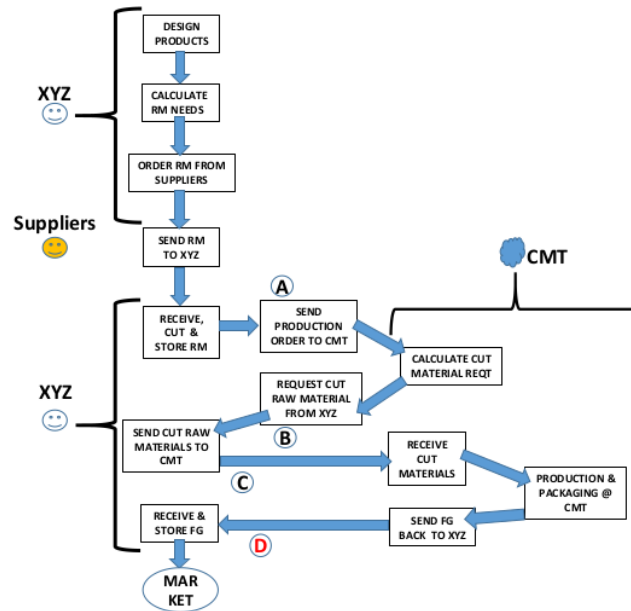 DESIGN
PRODUCTS
XYZ
CALCULATE
RM NEEDS
ORDER RM FROM
SUPPLIERS
Suppliers
SEND RM
TO XYZ
CMT
A
RECEIVE,
CUT &
STORE RM
SEND
PRODUCTION
ORDER TO CMT
CALCULATE CUT
MATERIAL REQT
XYZ
REQUEST CUT
RAW MATERIAL
FROM XYZ
B
SEND CUT RAW
MATERIALS TO
CMT
C
RECEIVE
CUT
MATERIALS
PRODUCTION &
PACKAGING @
CMT
RECEIVE &
STORE FG
D
SEND FG
BACK TO XYZ
MAR
KET